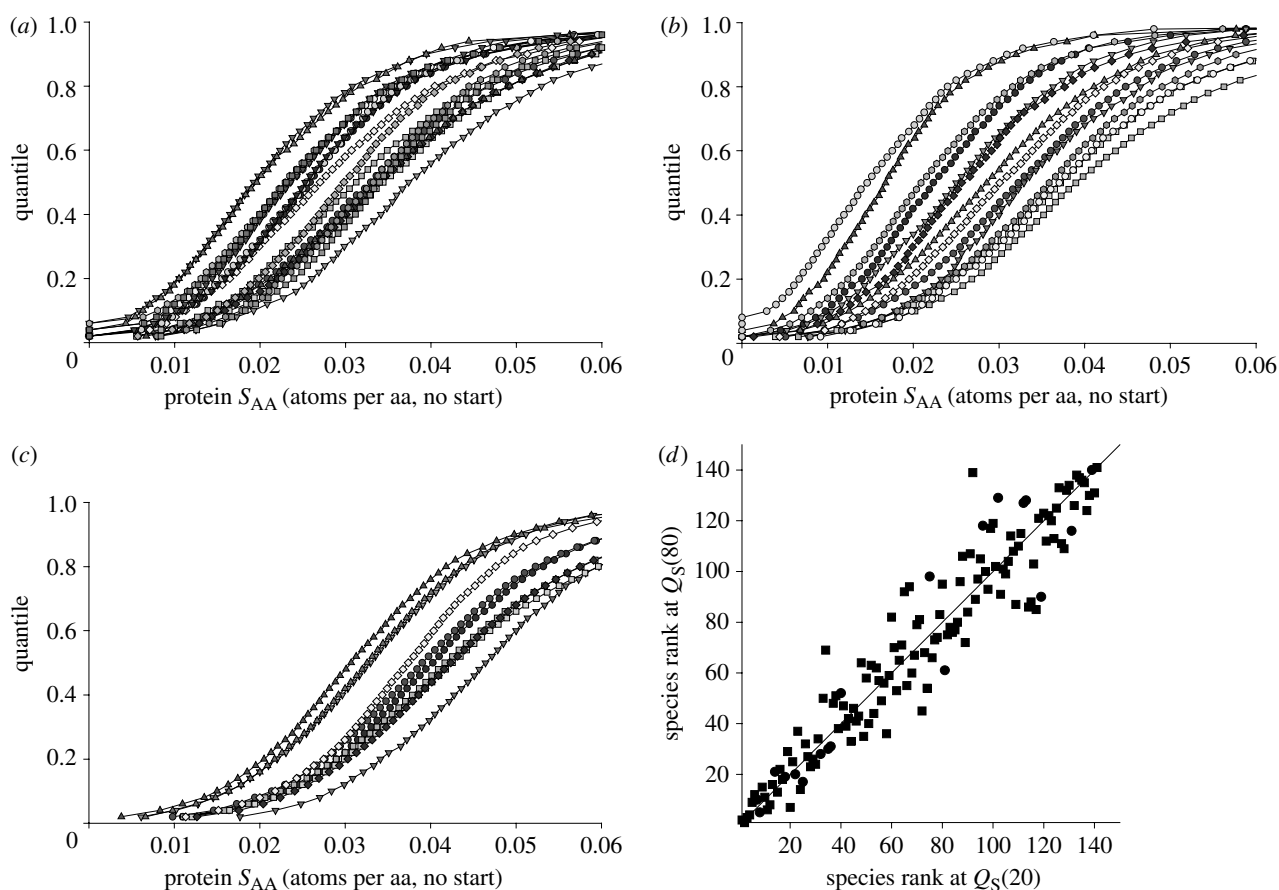 (a)
1.0
0.8
0.6
0.4
0.2
0
quantile
0.01 0.02 0.03 0.04 0.05 0.06
protein SAA (atoms per aa, no start)
(b)
1.0
0.8
0.6
0.4
0.2
0
quantile
0.01 0.02 0.03 0.04 0.05 0.06
protein SAA (atoms per aa, no start)
(c)
1.0
0.8
0.6
0.4
0.2
0
quantile
0.01 0.02 0.03 0.04 0.05 0.06
protein SAA (atoms per aa, no start)
(d)
140
120
100
80
60
40
20
species rank at QS(80)
20 40 60 80 100 120 140
species rank at QS(20)